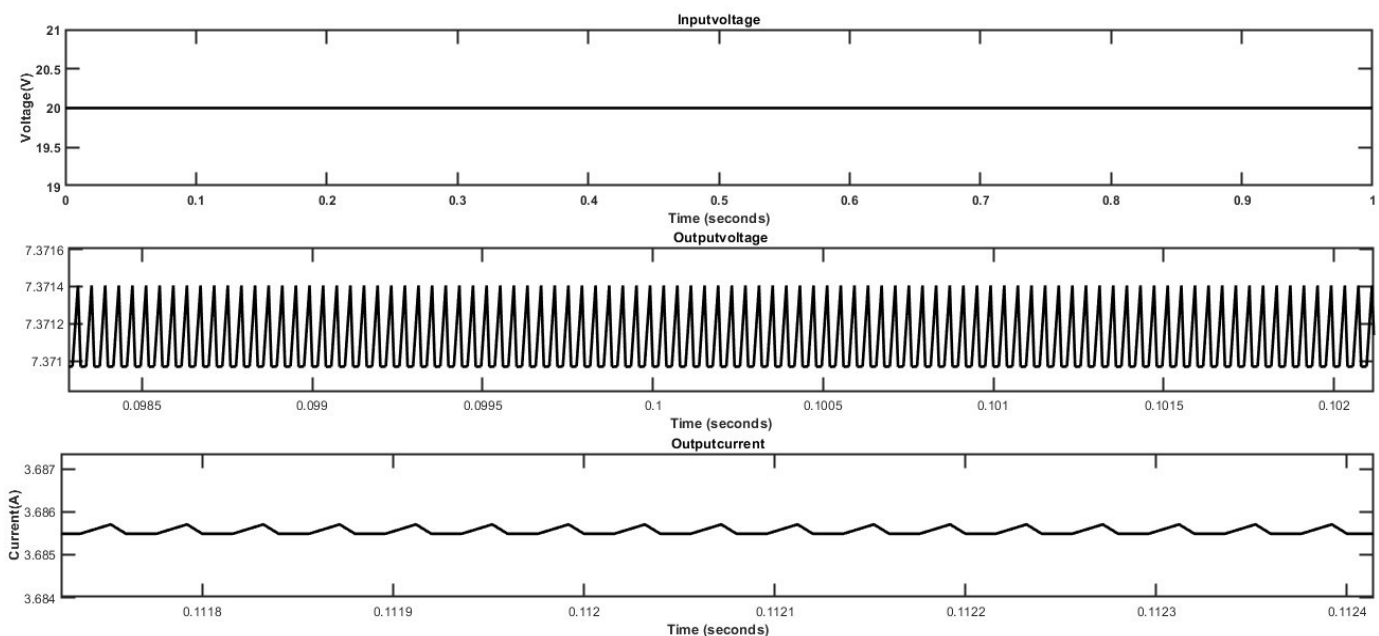 Inputvoltage
21
20.5
20
19.5
19
Voltage(V)
0 0.1 0.2 0.3 0.4 0.5 0.6 0.7 0.8 0.9 1
Time (seconds)
Outputvoltage
7.3716
7.3714
7.3712
7.371
0.0985 0.099 0.0995 0.1 0.1005 0.101 0.1015 0.102
Time (seconds)
Outputcurrent
3.687
3.686
3.685
3.684
Current(A)
0.1118 0.1119 0.112 0.1121 0.1122 0.1123 0.1124
Time (seconds)